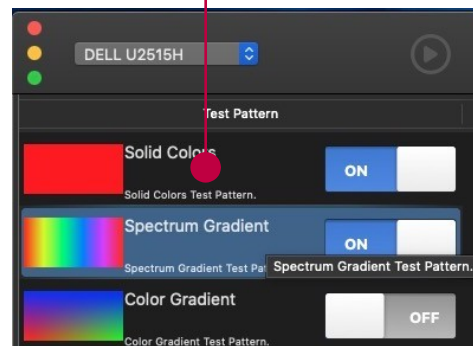 DELL U2515H
Test Pattern
Solid Colors
ON
Solid Colors Test Pattern.
Spectrum Gradient
ON
Spectrum Gradient Test Pat
Spectrum Gradient Test Pattern.
Color Gradient
OFF
Color Gradient Test Pattern.